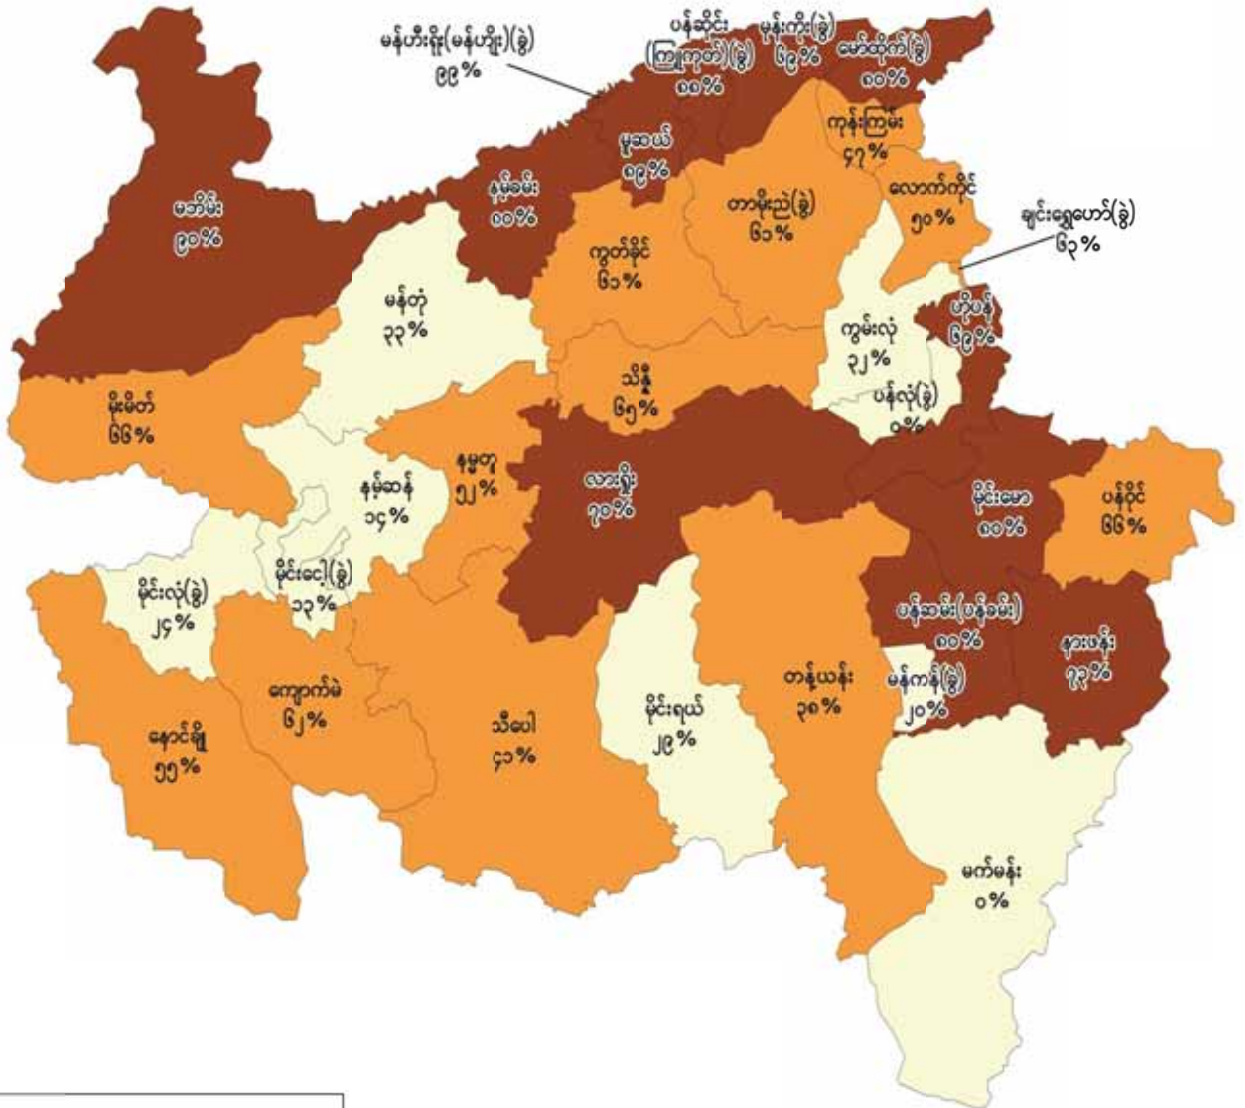 မန်ဟီးရိုး(မန်ဟျိုး)(ခွဲ)
၉၉%
ပန်ဆိုင်း
(ကြူကုတ်)(ခွဲ)
၈၈%
မုန်းကိုး(ခွဲ)
၆၉%
မော်ထိုက်(ခွဲ)
၈၀%
ကုန်းကြမ်း
၄၇%
မူဆယ်
၈၉%
နမ့်ခမ်း
၈၀%
မဘိမ်း
၉၀%
တာမိုးညဲ(ခွဲ)
၆၁%
လောက်ကိုင်
၅၀%
ချင်းရွှေဟော်(ခွဲ)
၆၃%
ကွတ်ခိုင်
၆၁%
မန်တုံ
၃၃%
ဟိုပန်
၆၉%
ကွမ်းလုံ
၃၂%
ပန်လုံ(ခွဲ)
၀%
သိန္နီ
၆၅%
မိုးမိတ်
၆၆%
နမ္မတူ
၅၂%
နမ့်ဆန်
၁၄%
လားရှိုး
၇၀%
မိုင်းမော
၈၀%
ပန်ဝိုင်
၆၆%
မိုင်းလုံ(ခွဲ)
၂၄%
မိုင်းငေါ့(ခွဲ)
၁၃%
ပန်ဆမ်း(ပန်ခမ်း)
၈၀%
နားဖန်း
၇၃%
မန်ကန်(ခွဲ)
၂၀%
တန့်ယန်း
၃၈%
ကျောက်မဲ
၆၂%
မိုင်းရယ်
၂၉%
နောင်ချို
၅၅%
သီပေါ
၄၁%
မက်မန်း
၀%